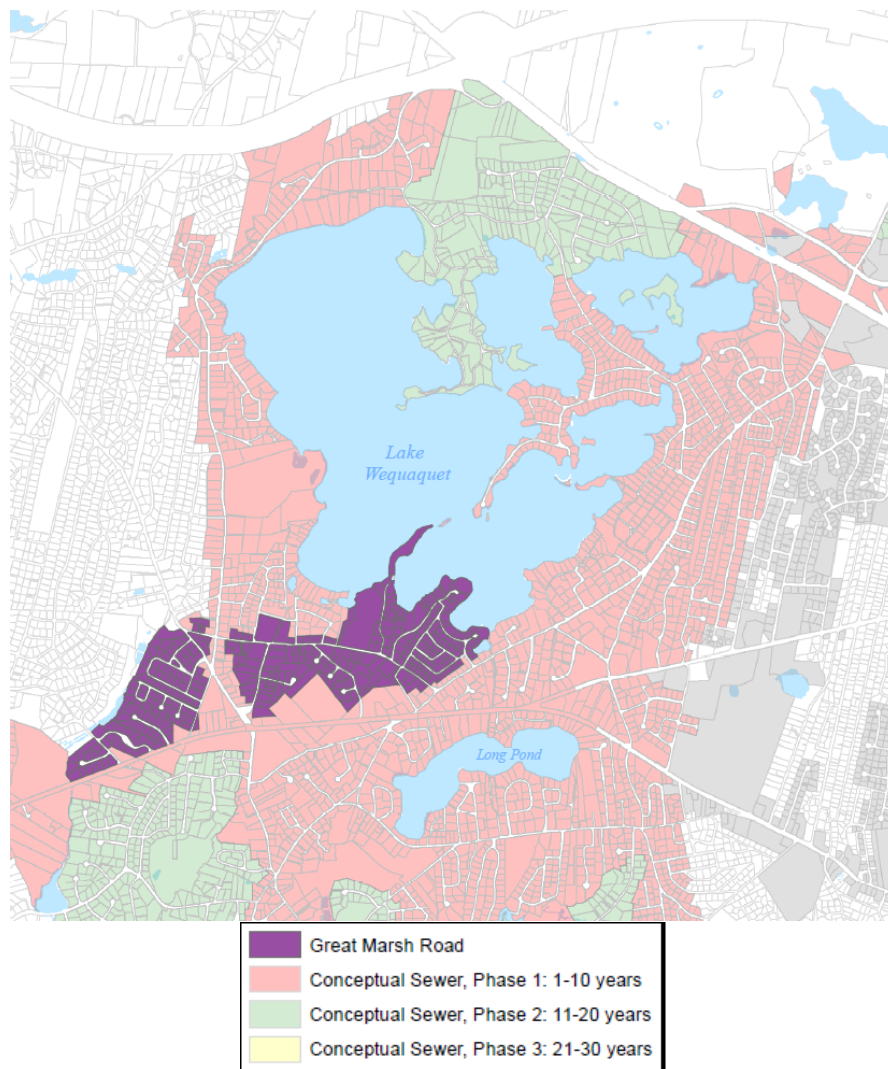 Lake
Wequaquet
Long Pond
Great Marsh Road
Conceptual Sewer, Phase 1: 1-10 years
Conceptual Sewer, Phase 2: 11-20 years
Conceptual Sewer, Phase 3: 21-30 years